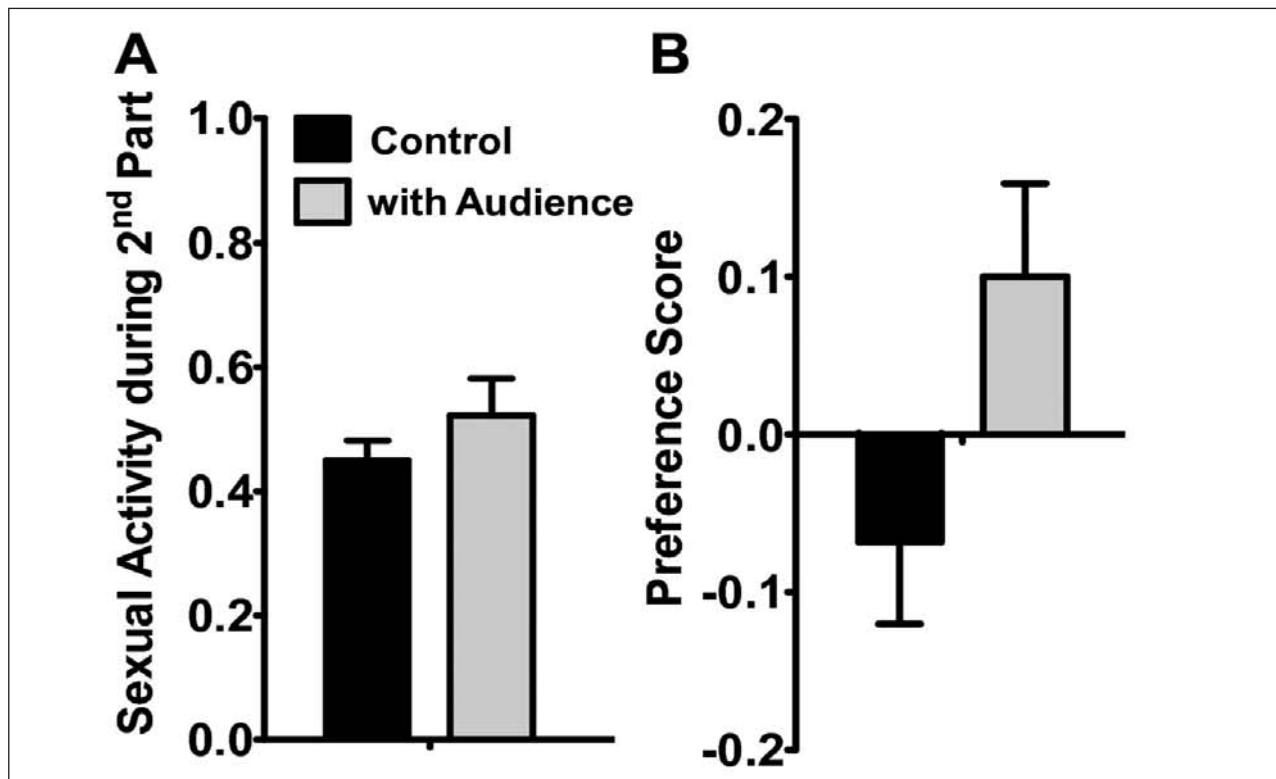 A
Sexual Activity during 2nd Part
1.0
0.8
0.6
0.4
0.2
0.0
Control
with Audience
B
Preference Score
0.2
0.1
0.0
-0.1
-0.2